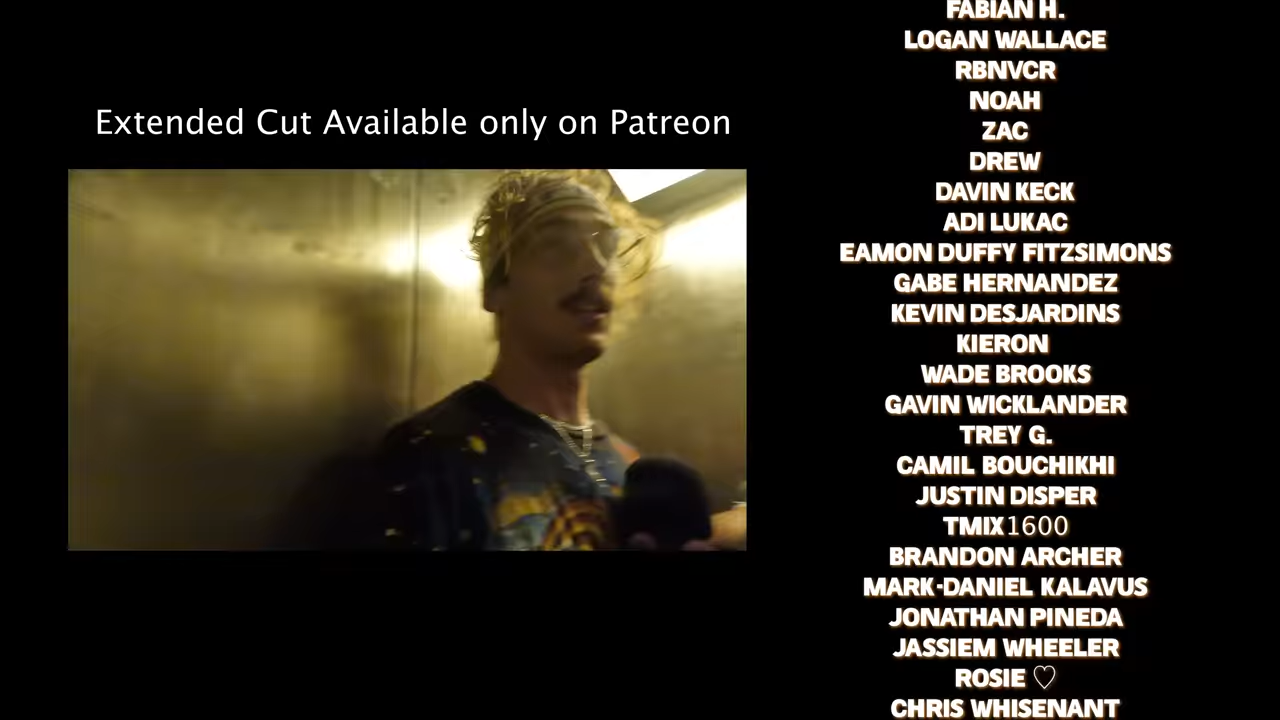 Extended Cut Available only on Patreon
FABIAN H.
LOGAN WALLACE
RBNVCR
NOAH
ZAC
DREW
DAVIN KECK
ADI LUKAC
EAMON DUFFY FITZSIMONS
GABE HERNANDEZ
KEVIN DESJARDINS
KIERON
WADE BROOKS
GAVIN WICKLANDER
TREY G.
CAMIL BOUCHIKHI
JUSTIN DISPER
TMIX1600
BRANDON ARCHER
MARK-DANIEL KALAVUS
JONATHAN PINEDA
JASSIEM WHEELER
ROSIE ♡
CHRIS WHISENANT